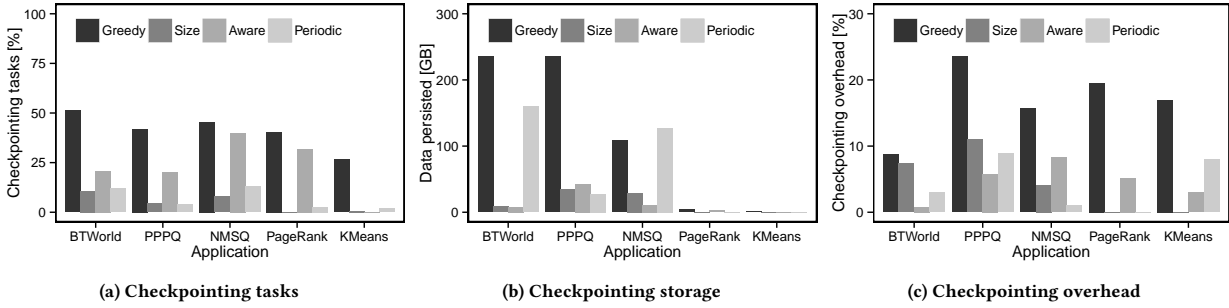 Checkpointing tasks [%]
100
75
50
25
0
Greedy Size Aware Periodic
BTWorld PPPQ NMSQ PageRank KMeans
Application
(a) Checkpointing tasks
Data persisted [GB]
300
200
100
0
Greedy Size Aware Periodic
BTWorld PPPQ NMSQ PageRank KMeans
Application
(b) Checkpointing storage
Checkpointing overhead [%]
30
20
10
0
Greedy Size Aware Periodic
BTWorld PPPQ NMSQ PageRank KMeans
Application
(c) Checkpointing overhead